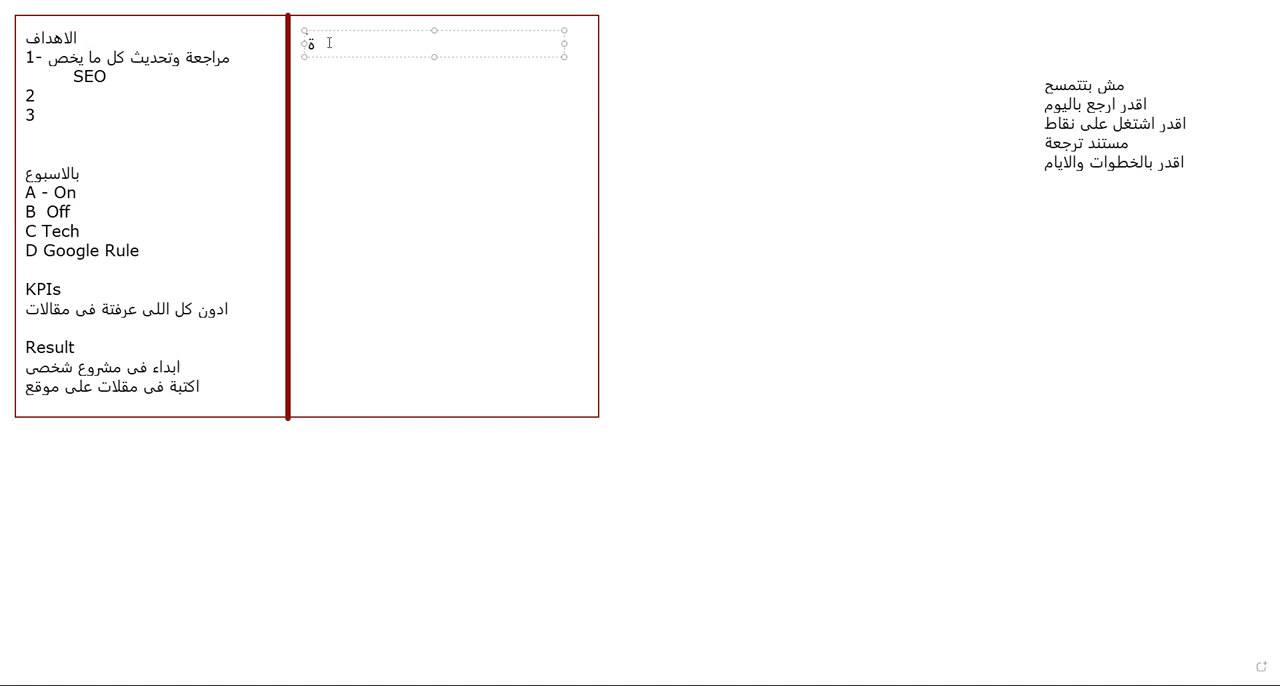 الاهداف
1- مراجعة وتحديث كل ما يخص
SEO
2
3
بالاسبوع
A - On
B Off
C Tech
D Google Rule
KPIs
ادون كل اللى عرفتة فى مقالات
Result
ابداء فى مشروع شخصى
اكتبة فى مقلات على موقع
ة
مش بتتمسح
اقدر ارجع باليوم
اقدر اشتغل على نقاط
مستند ترجعة
اقدر بالخطوات والايام